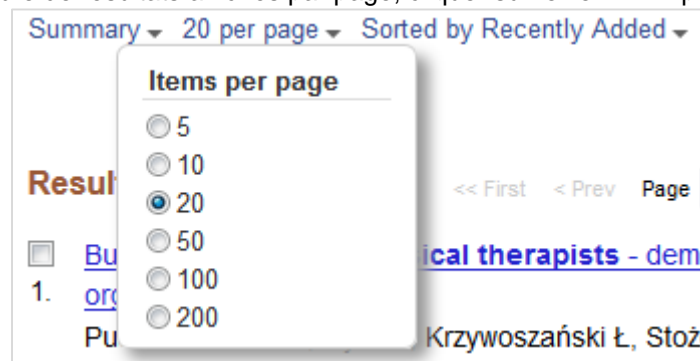 Summary 20 per page Sorted by Recently Added
Items per page
5
10
Resul << First < Prev Page
20
50
Bu ical therapists - dem
1. org
100
200
Pu Krzywoszański Ł, Stoż